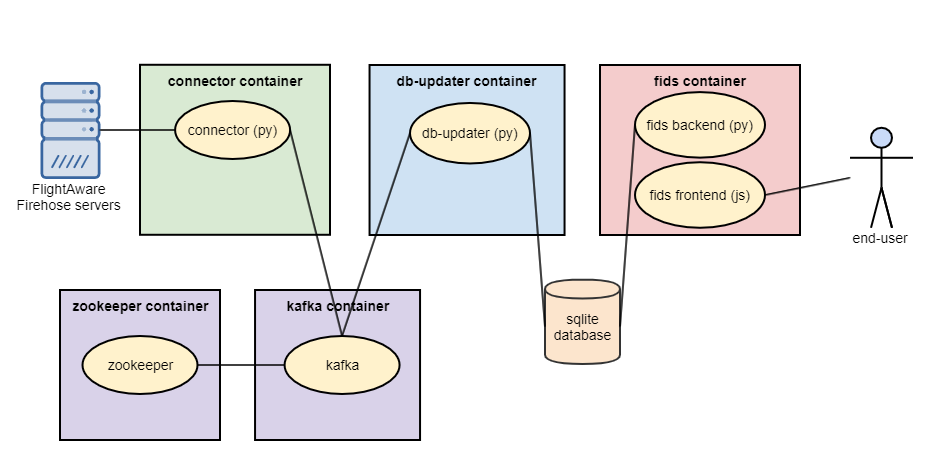 connector container
connector (py)
db-updater container
db-updater (py)
fids container
fids backend (py)
fids frontend (js)
FlightAware
Firehose servers
end-user
zookeeper container
zookeeper
kafka container
kafka
sqlite
database